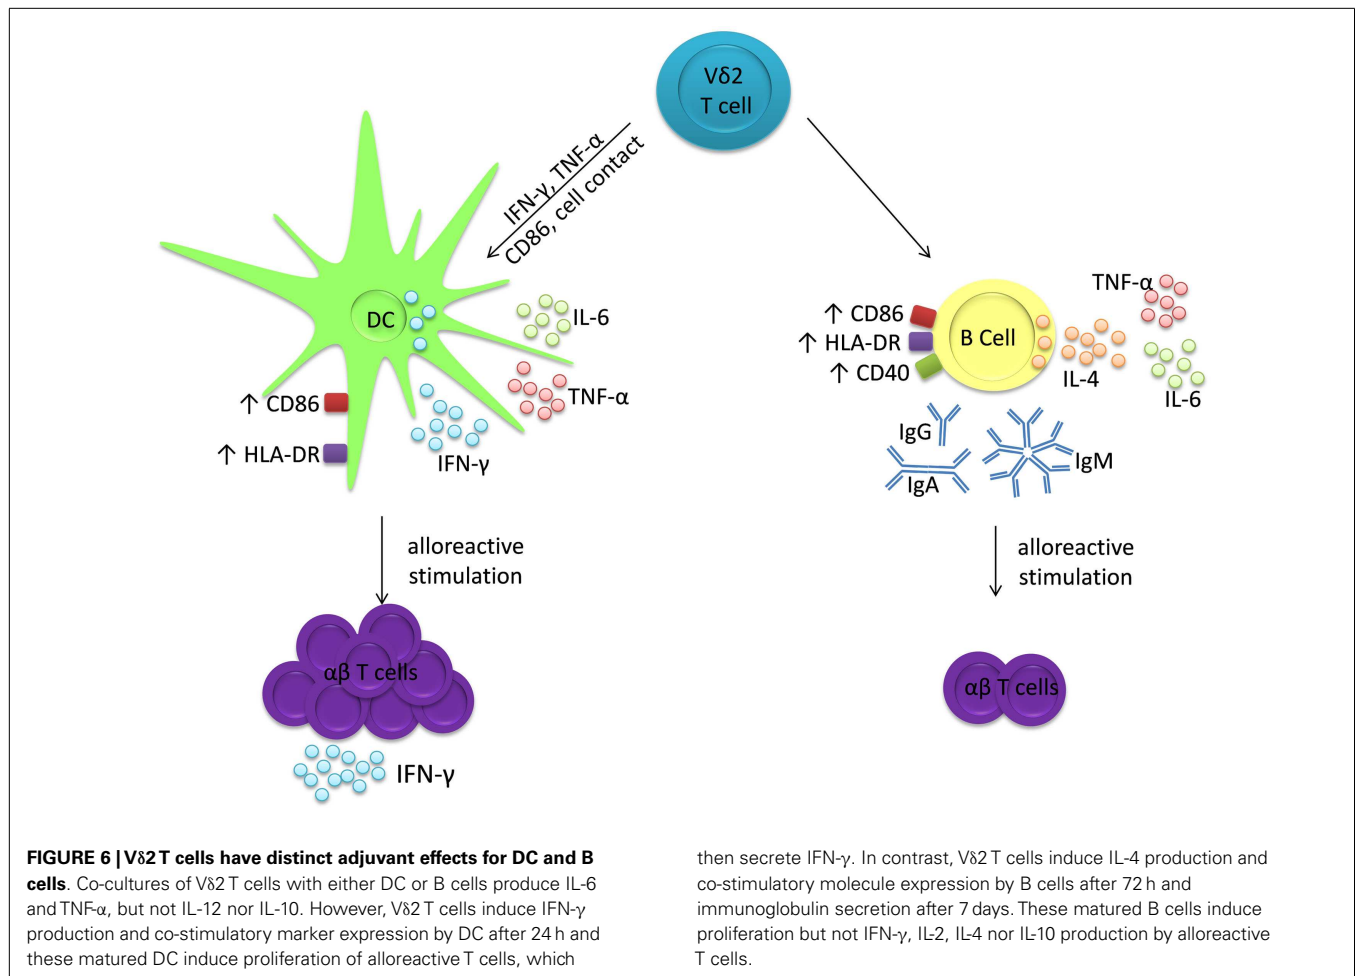 Vδ2
T cell
IFN-γ, TNF-α
CD86, cell contact
DC
IL-6
TNF-α
IFN-γ
↑ CD86
↑ HLA-DR
alloreactive
stimulation
αβ T cells
IFN-γ
↑ CD86
↑ HLA-DR
↑ CD40
B Cell
TNF-α
IL-4
IL-6
IgG
IgA
IgM
alloreactive
stimulation
αβ T cells
FIGURE 6 | Vδ2 T cells have distinct adjuvant effects for DC and B
cells. Co-cultures of Vδ2 T cells with either DC or B cells produce IL-6
and TNF-α, but not IL-12 nor IL-10. However, Vδ2 T cells induce IFN-γ
production and co-stimulatory marker expression by DC after 24 h and
these matured DC induce proliferation of alloreactive T cells, which
then secrete IFN-γ. In contrast, Vδ2 T cells induce IL-4 production and
co-stimulatory molecule expression by B cells after 72 h and
immunoglobulin secretion after 7 days. These matured B cells induce
proliferation but not IFN-γ, IL-2, IL-4 nor IL-10 production by alloreactive
T cells.